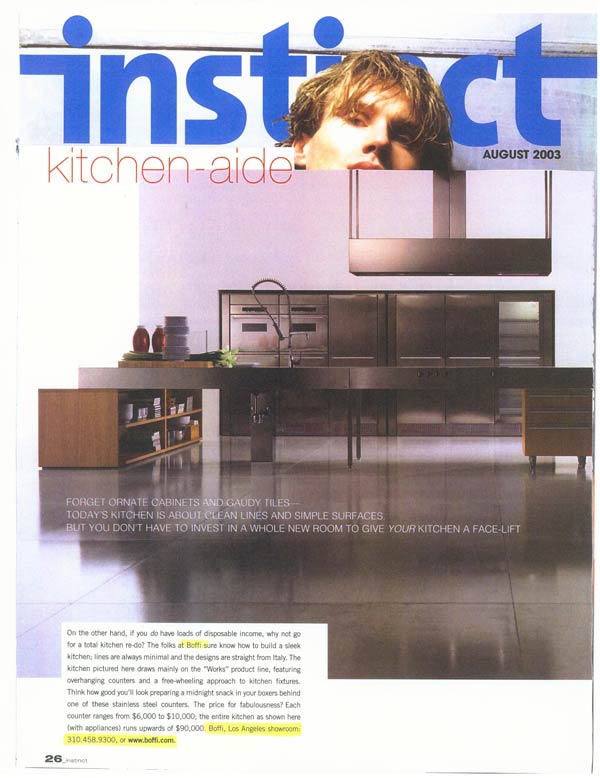 instinct
AUGUST 2003
kitchen-aide
FORGET ORNATE CABINETS AND GAUDY TILES—
TODAY'S KITCHEN IS ABOUT CLEAN LINES AND SIMPLE SURFACES.
BUT YOU DON'T HAVE TO INVEST IN A WHOLE NEW ROOM TO GIVE YOUR KITCHEN A FACE-LIFT
On the other hand, if you do have loads of disposable income, why not go
for a total kitchen re-do? The folks at Boffi sure know how to build a sleek
kitchen; lines are always minimal and the designs are straight from Italy. The
kitchen pictured here draws mainly on the "Works" product line, featuring
overhanging counters and a free-wheeling approach to kitchen fixtures.
Think how good you'll look preparing a midnight snack in your boxers behind
one of these stainless steel counters. The price for fabulousness? Each
counter ranges from $6,000 to $10,000; the entire kitchen as shown here
(with appliances) runs upwards of $90,000. Boffi, Los Angeles showroom:
310.458.9300, or www.boffi.com.
26_instinct